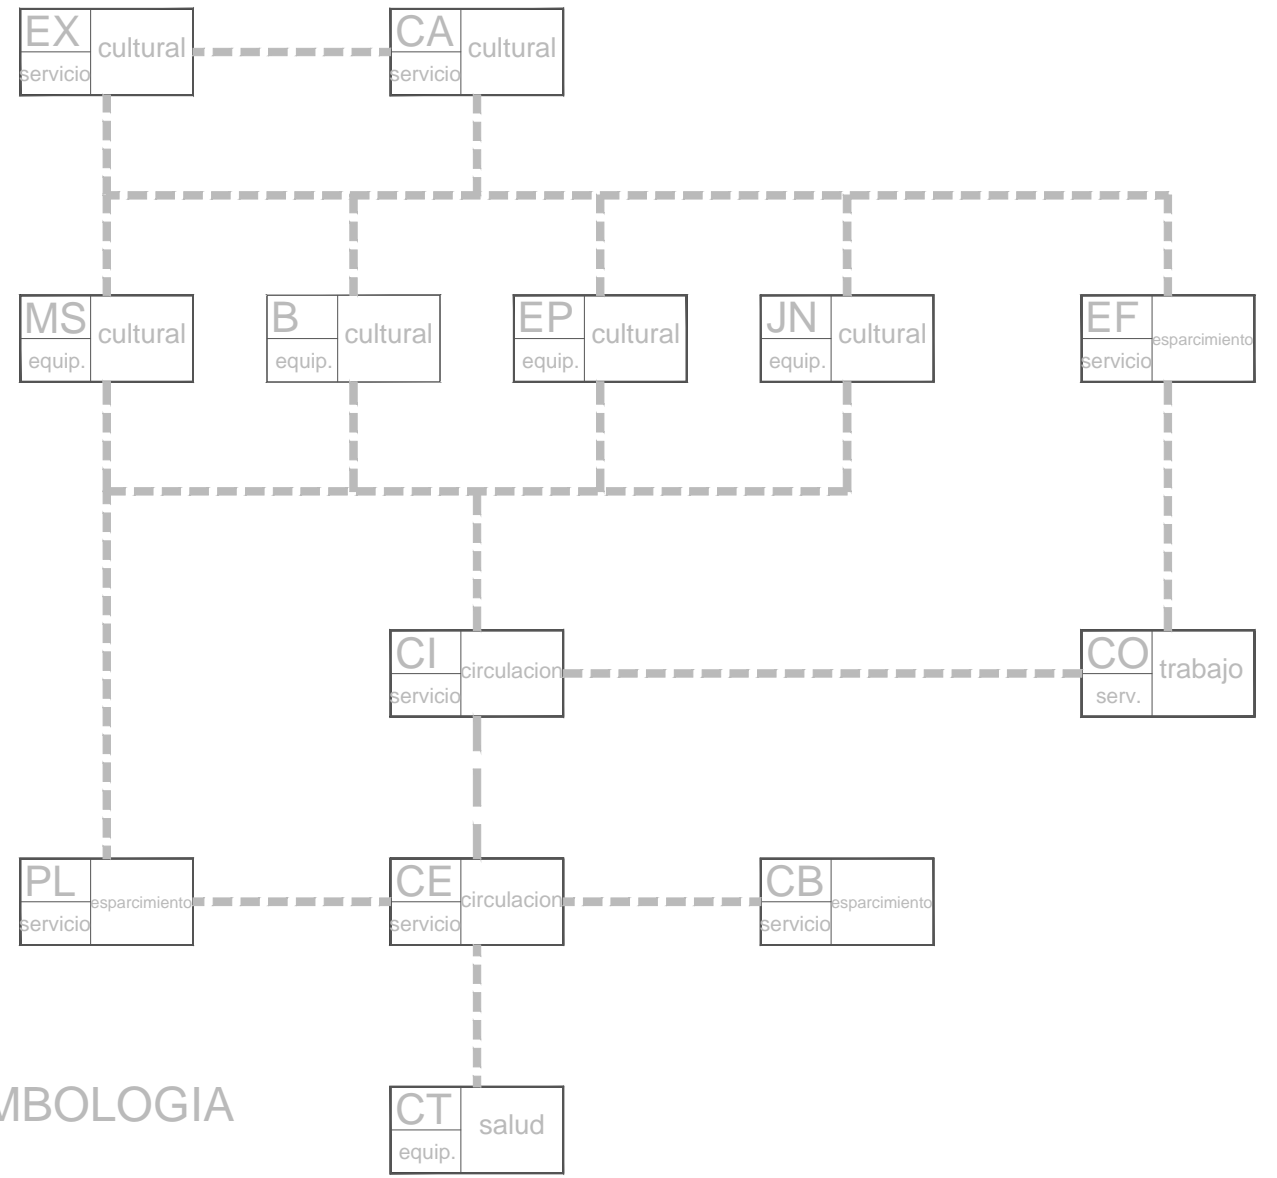 EX
cultural
servicio
CA
cultural
servicio
MS
cultural
equip.
B
cultural
equip.
EP
cultural
equip.
JN
cultural
equip.
EF
esparcimiento
servicio
CI
circulacion
servicio
CO
trabajo
serv.
PL
esparcimiento
servicio
CE
circulacion
servicio
CB
esparcimiento
servicio
MBOLOGIA
CT
salud
equip.